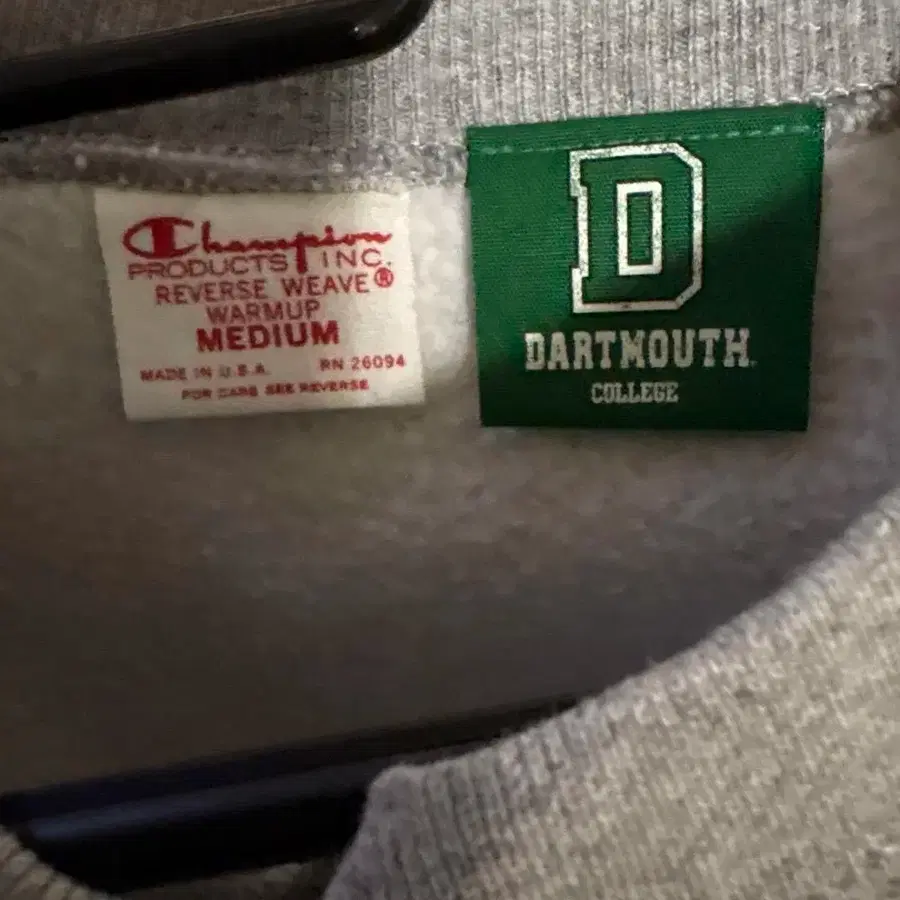 Champion
PRODUCTS INC.
REVERSE WEAVE®
WARMUP
MEDIUM
MADE IN U.S.A. RN 26094
FOR CARE SEE REVERSE
D
DARTMOUTH
COLLEGE